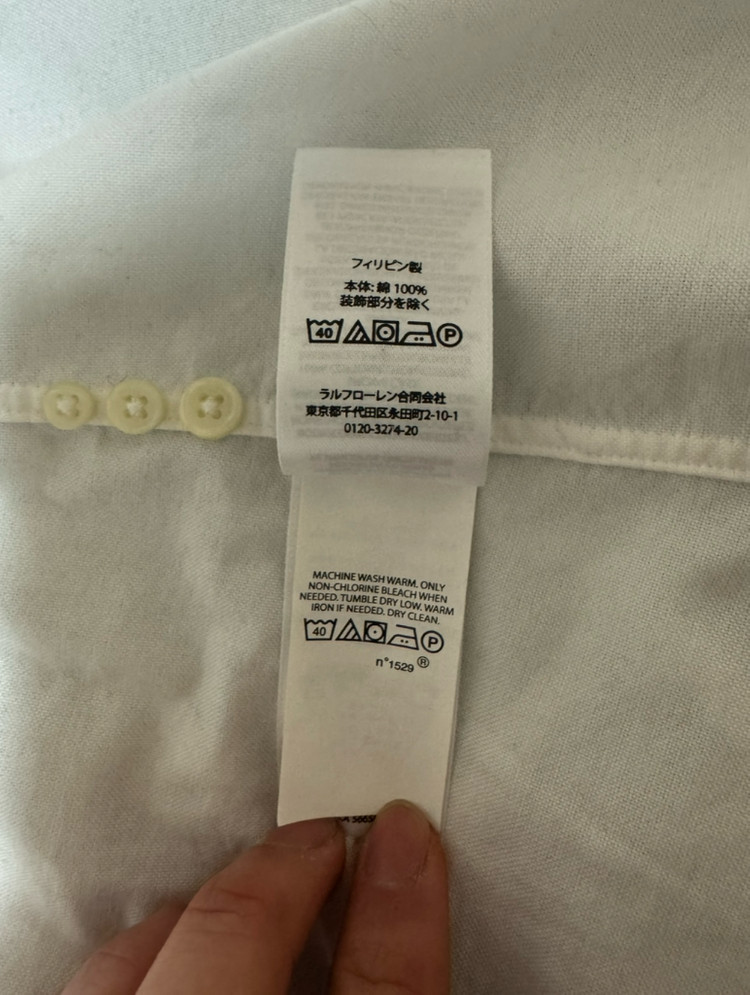 フィリピン製
本体: 綿 100%
装飾部分を除く
40 P
ラルフローレン合同会社
東京都千代田区永田町2-10-1
0120-3274-20
MACHINE WASH WARM. ONLY
NON-CHLORINE BLEACH WHEN
NEEDED. TUMBLE DRY LOW. WARM
IRON IF NEEDED. DRY CLEAN.
40 P
n°1529 ®